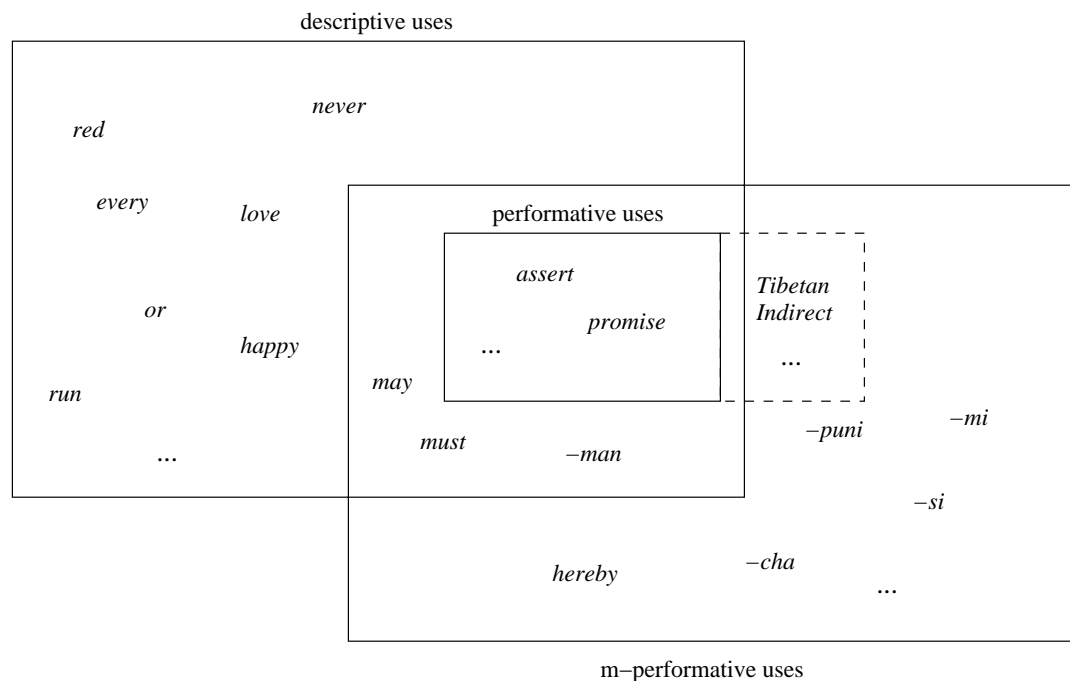 descriptive uses
never
red
every
love
performative uses
assert
Tibetan
Indirect
promise
or
happy
...
...
may
run
–puni
–mi
must
–man
...
–si
hereby
–cha
...
m–performative uses